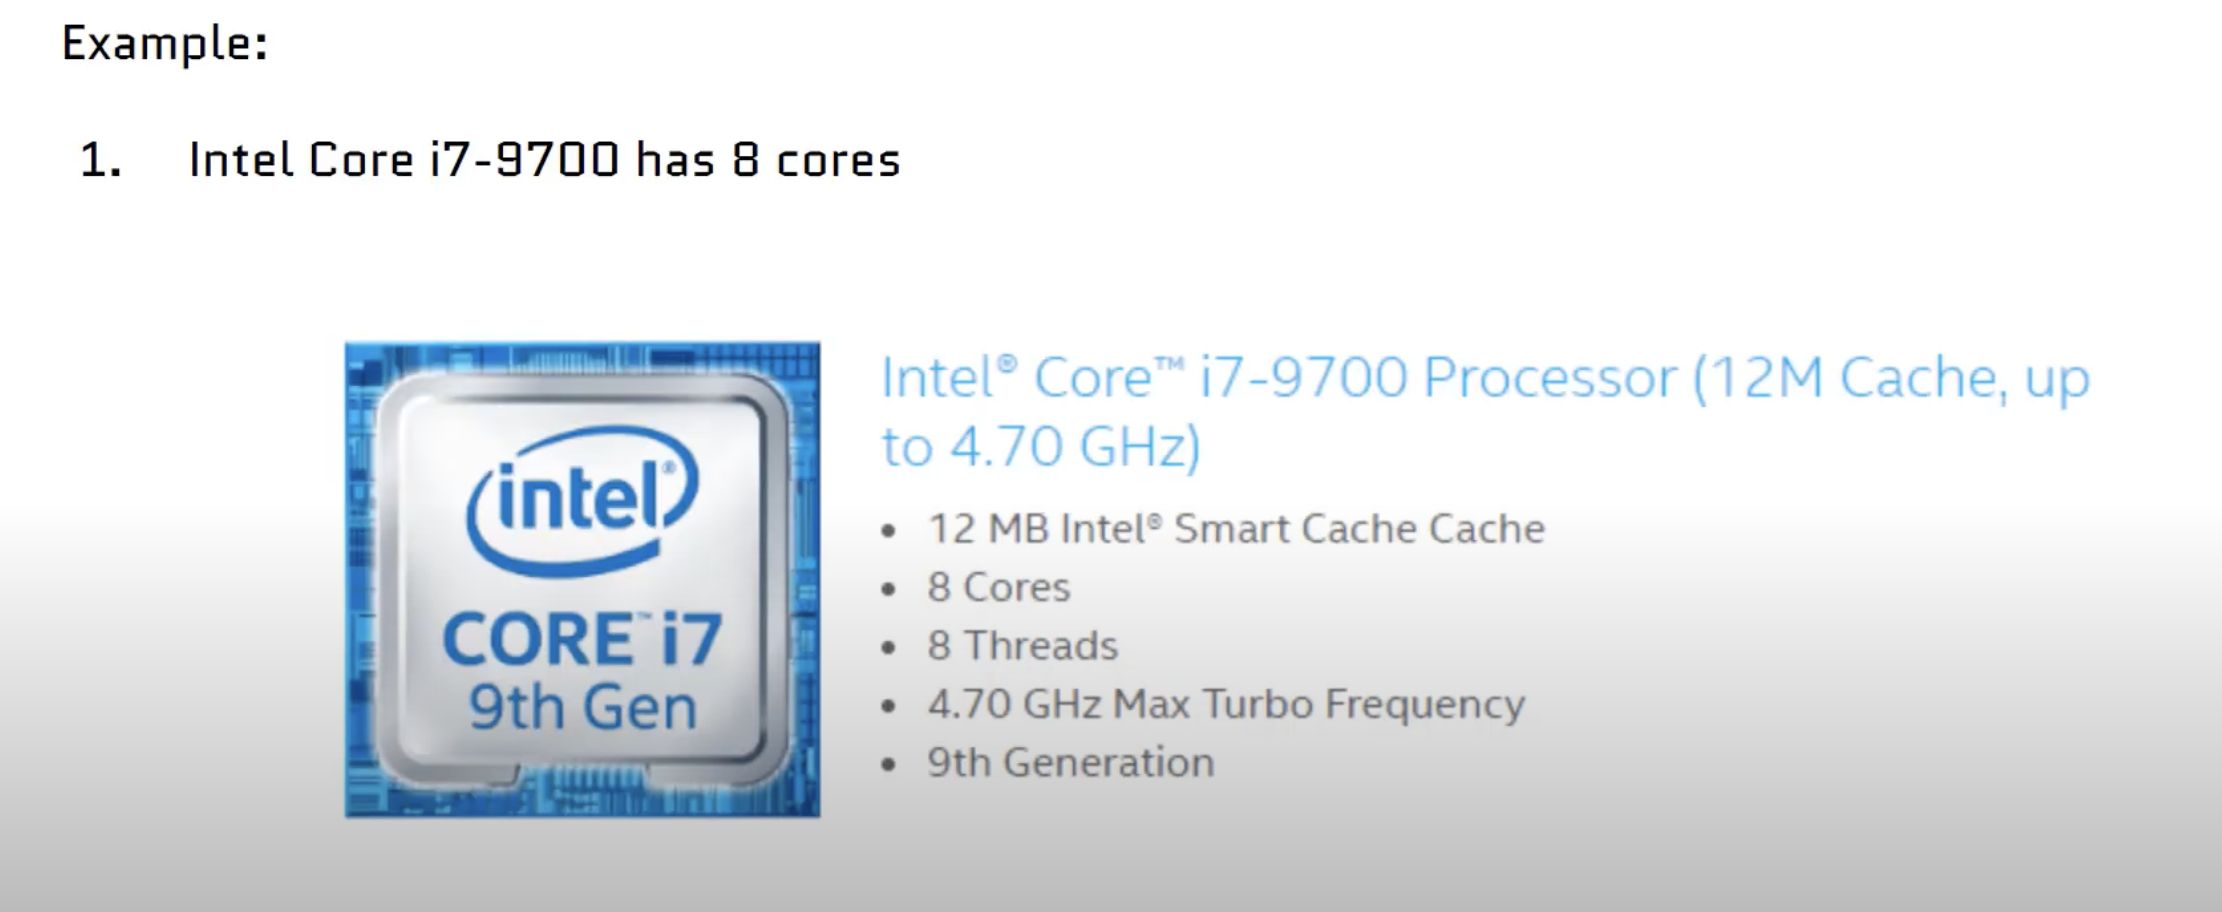 Example:
1. Intel Core i7-9700 has 8 cores
intel®
CORE™ i7
9th Gen
Intel® Core™ i7-9700 Processor (12M Cache, up
to 4.70 GHz)
• 12 MB Intel® Smart Cache Cache
• 8 Cores
• 8 Threads
• 4.70 GHz Max Turbo Frequency
• 9th Generation